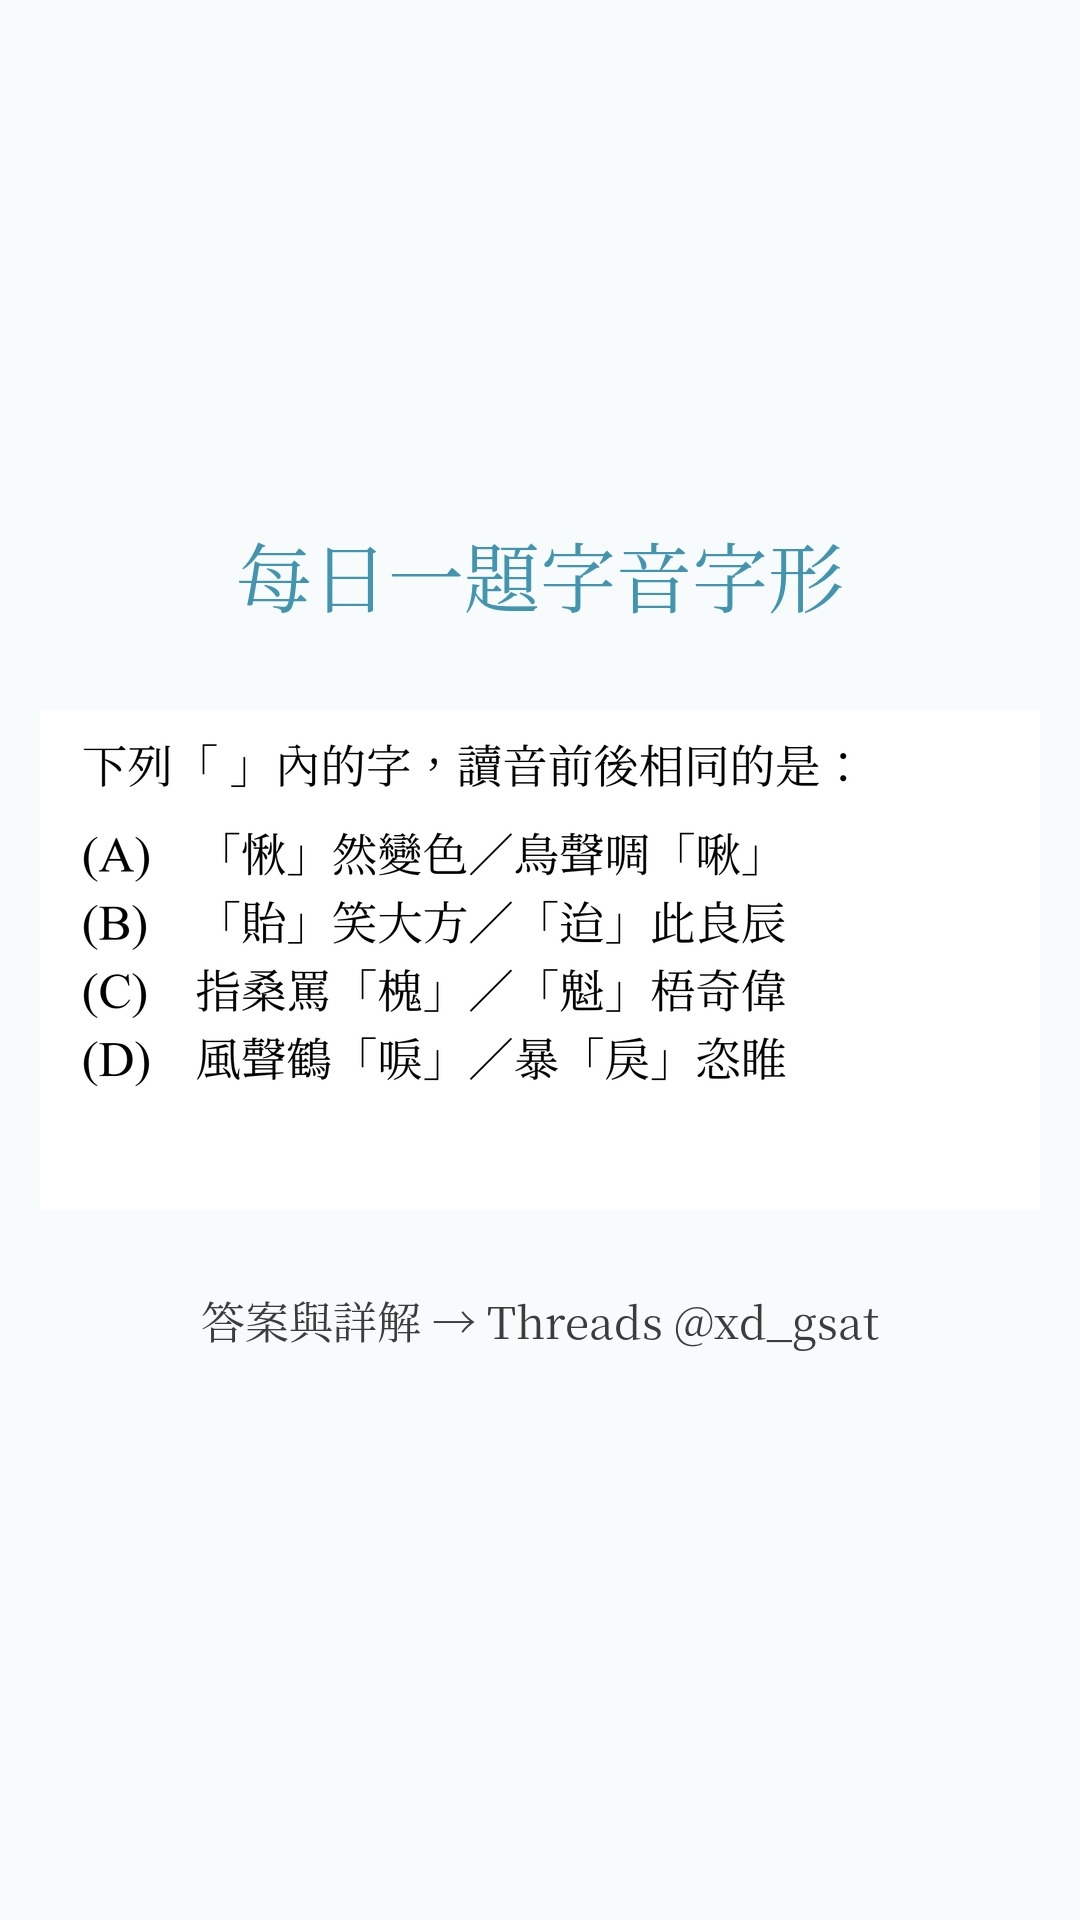 每日一題字音字形
下列「 」內的字，讀音前後相同的是：
(A) 「愀」然變色／鳥聲啁「啾」
(B) 「貽」笑大方／「迨」此良辰
(C) 指桑罵「槐」／「魁」梧奇偉
(D) 風聲鶴「唳」／暴「戾」恣睢
答案與詳解 → Threads @xd_gsat